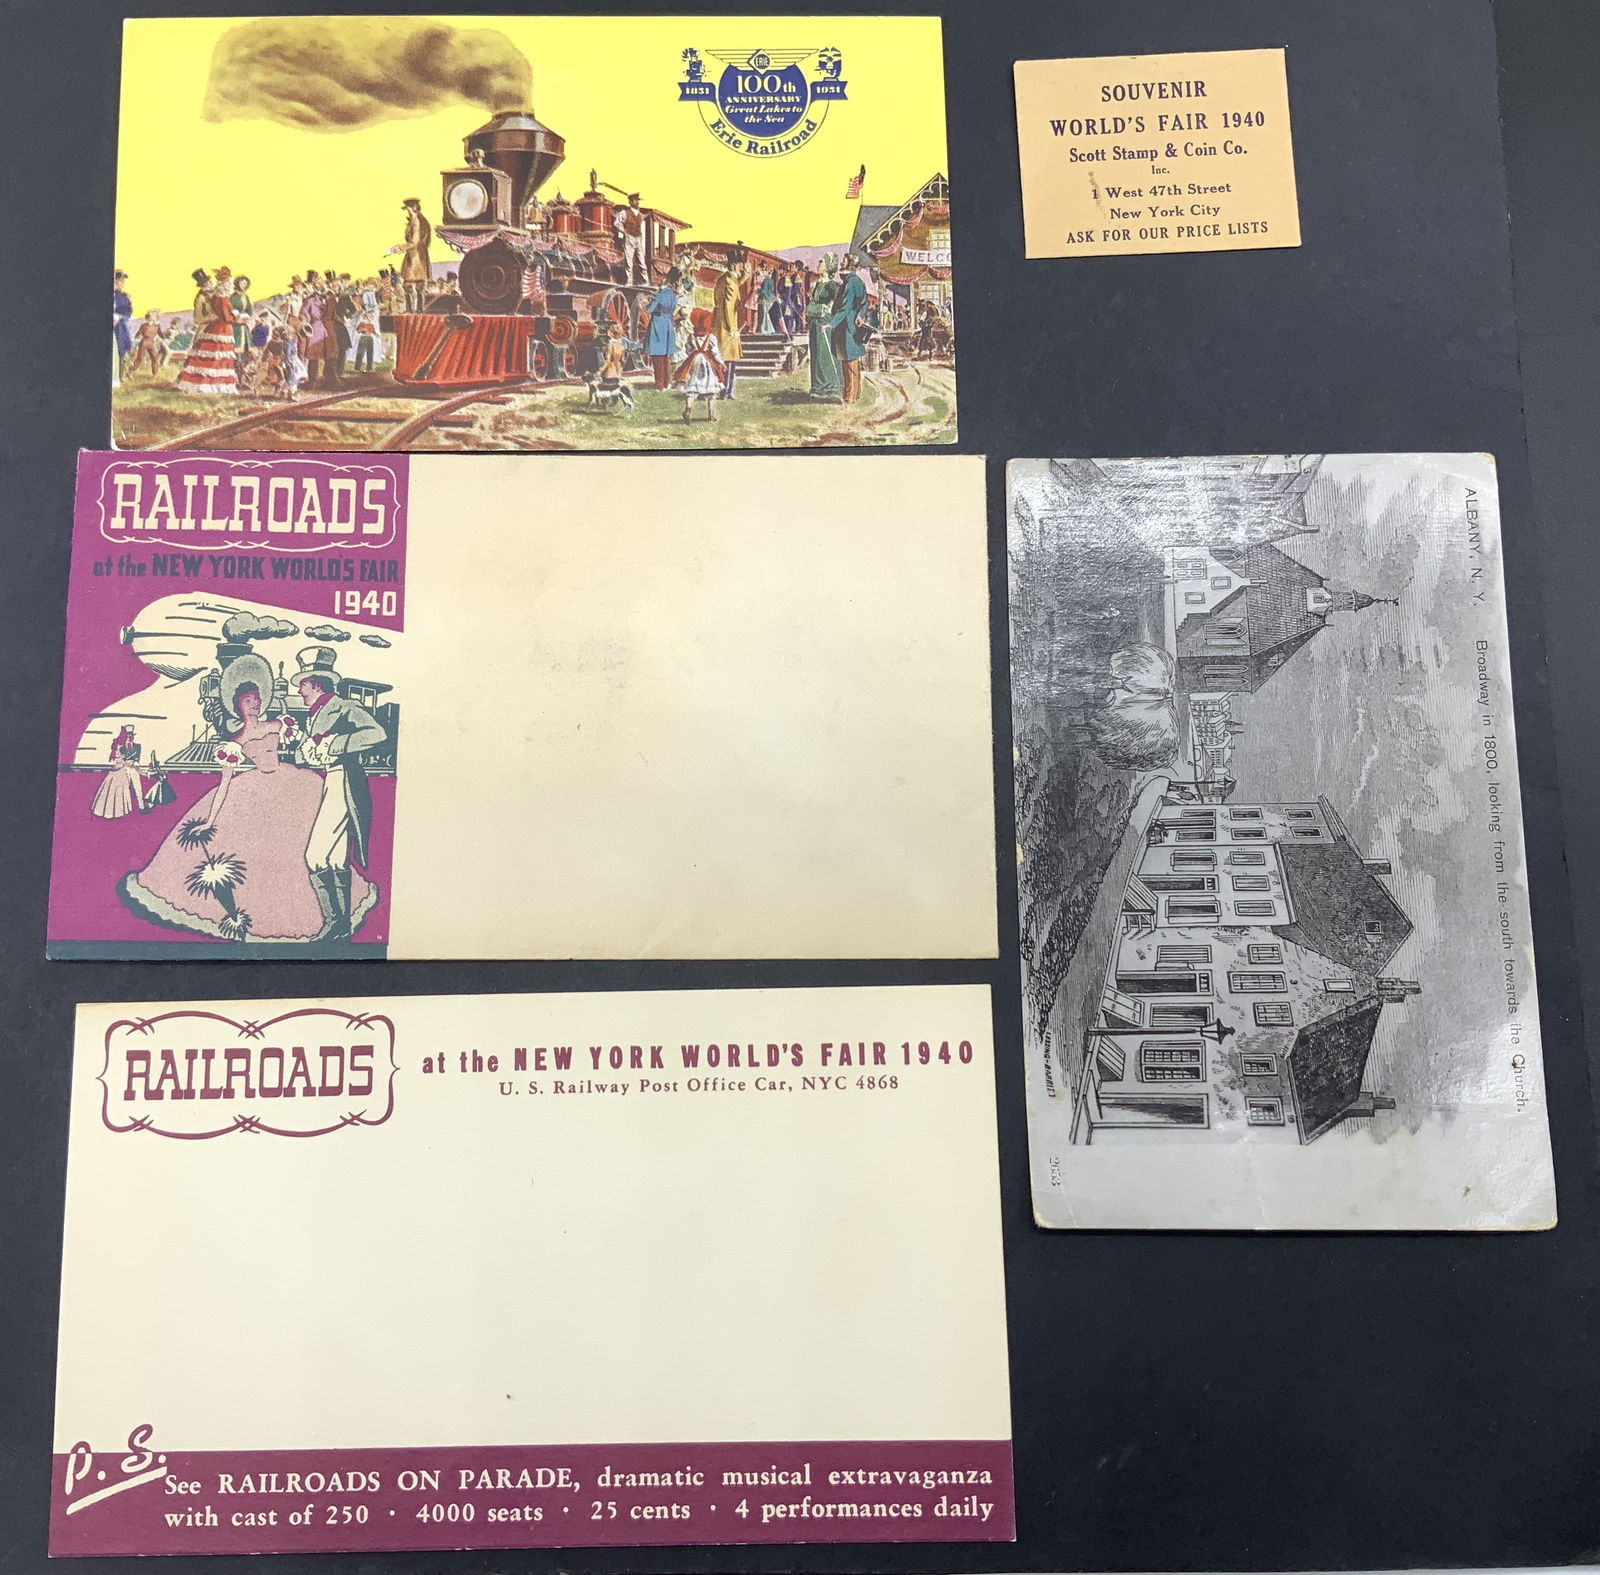 ERIE
1851 100th 1951
ANNIVERSARY
Great Lakes to
the Sea
Erie Railroad
WELCO
SOUVENIR
WORLD'S FAIR 1940
Scott Stamp & Coin Co.
Inc.
1 West 47th Street
New York City
ASK FOR OUR PRICE LISTS
RAILROADS
at the NEW YORK WORLD'S FAIR
1940
N
ALBANY, N. Y. Broadway in 1800, looking from the south towards the Church.
2653
RAILROADS
at the NEW YORK WORLD'S FAIR 1940
U. S. Railway Post Office Car, NYC 4868
P. S.
See RAILROADS ON PARADE, dramatic musical extravaganza
with cast of 250 · 4000 seats · 25 cents · 4 performances daily